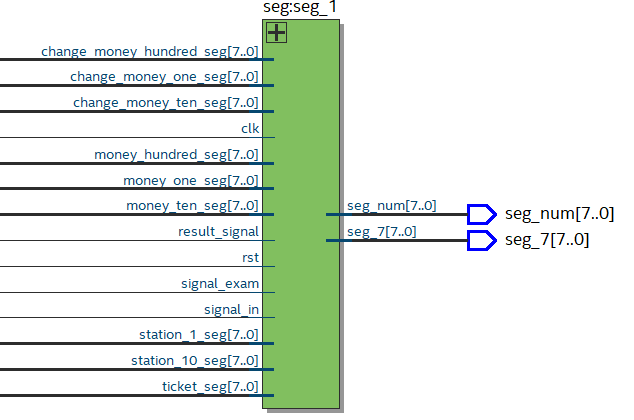 seg:seg_1
change_money_hundred_seg[7..0]
change_money_one_seg[7..0]
change_money_ten_seg[7..0]
clk
money_hundred_seg[7..0]
money_one_seg[7..0]
money_ten_seg[7..0]
seg_num[7..0]
seg_num[7..0]
result_signal
seg_7[7..0]
seg_7[7..0]
rst
signal_exam
signal_in
station_1_seg[7..0]
station_10_seg[7..0]
ticket_seg[7..0]